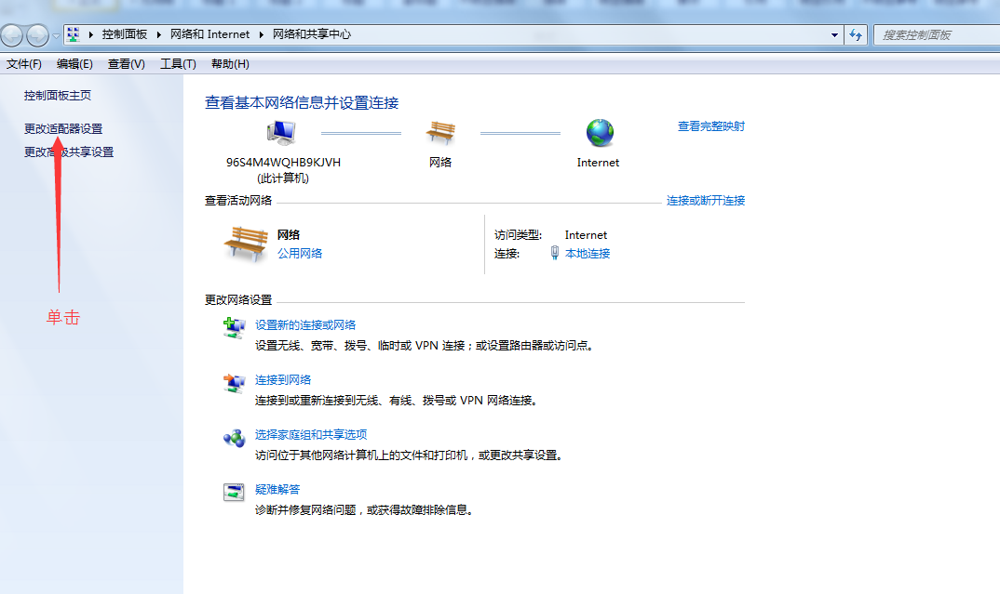 控制面板 网络和 Internet 网络和共享中心
搜索控制面板
文件(F) 编辑(E) 查看(V) 工具(T) 帮助(H)
控制面板主页
更改适配器设置
更改高级共享设置
单击
查看基本网络信息并设置连接
查看完整映射
96S4M4WQHB9KJVH
(此计算机)
网络
Internet
查看活动网络
连接或断开连接
网络
公用网络
访问类型: Internet
连接: 本地连接
更改网络设置
设置新的连接或网络
设置无线、宽带、拨号、临时或 VPN 连接；或设置路由器或访问点。
连接到网络
连接到或重新连接到无线、有线、拨号或 VPN 网络连接。
选择家庭组和共享选项
访问位于其他网络计算机上的文件和打印机，或更改共享设置。
疑难解答
诊断并修复网络问题，或获得故障排除信息。